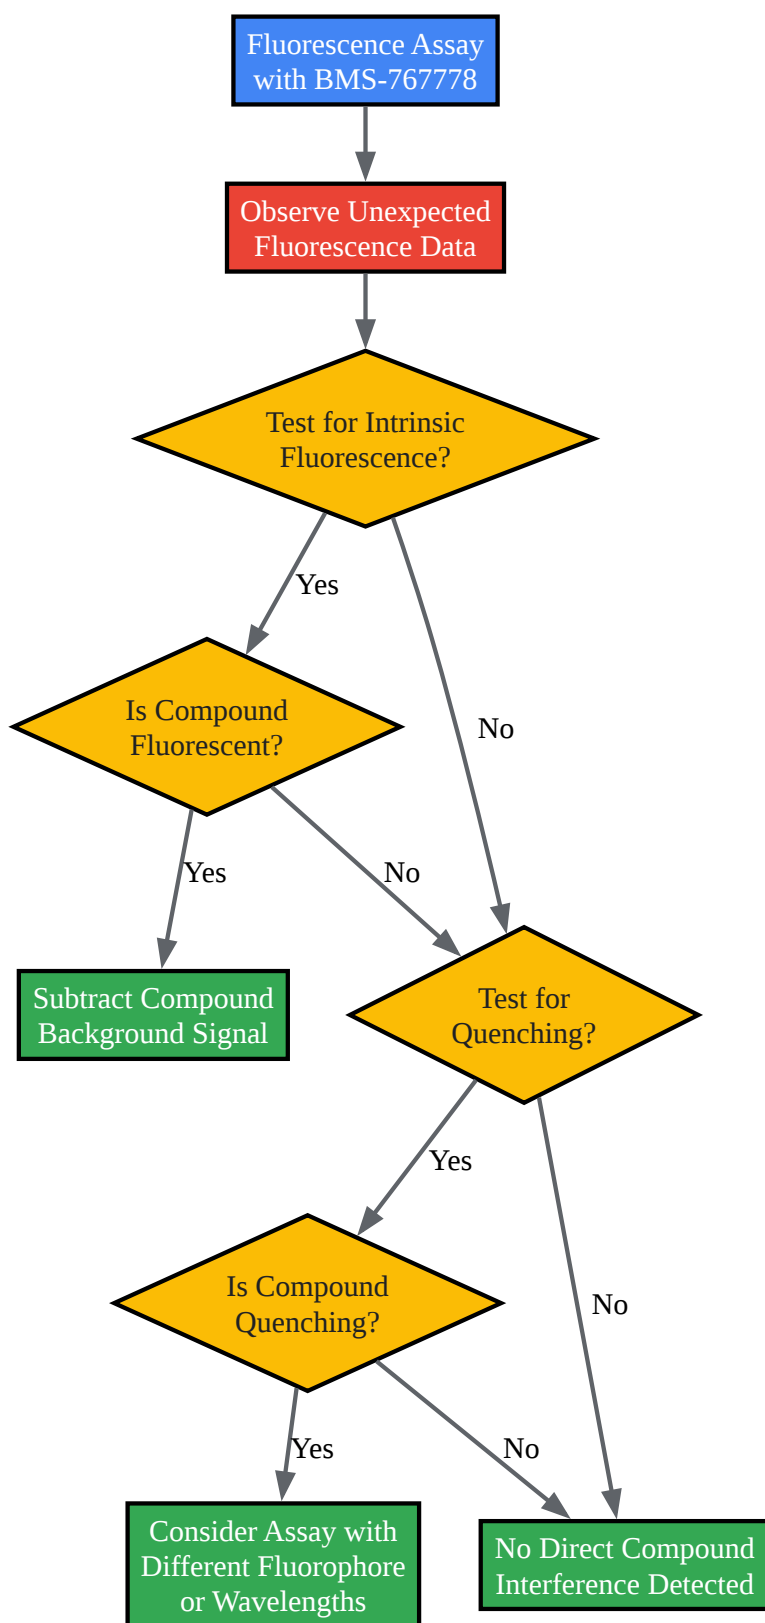 Fluorescence Assay
with BMS-767778
Observe Unexpected
Fluorescence Data
Test for Intrinsic
Fluorescence?
Yes
No
Is Compound
Fluorescent?
Yes
No
Subtract Compound
Background Signal
Test for
Quenching?
Yes
No
Is Compound
Quenching?
Yes
No
Consider Assay with
Different Fluorophore
or Wavelengths
No Direct Compound
Interference Detected